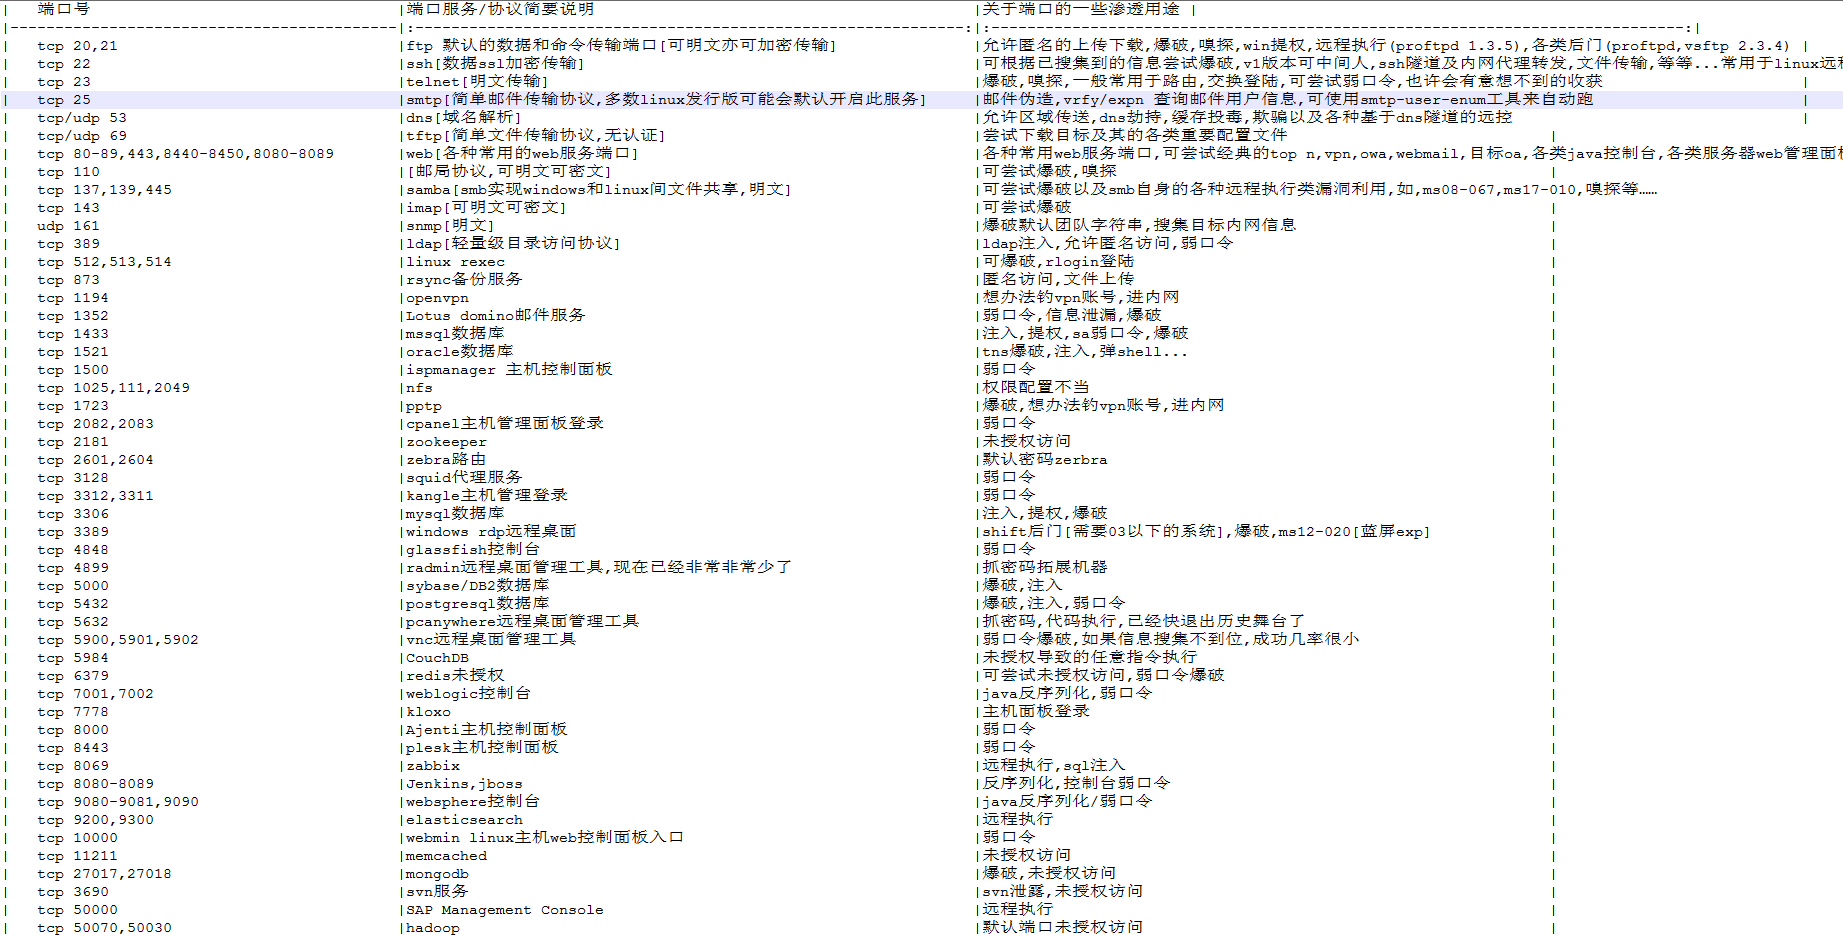 | 端口号 |端口服务/协议简要说明 |关于端口的一些渗透用途 |
|-------------------------------------------|:-------------------------------------------------------------:|:------------------------------------------------------------------------------:|
| tcp 20,21 |ftp 默认的数据和命令传输端口[可明文亦可加密传输] |允许匿名的上传下载,爆破,嗅探,win提权,远程执行(proftpd 1.3.5),各类后门(proftpd,vsftp 2.3.4) |
| tcp 22 |ssh[数据ssl加密传输] |可根据已搜集到的信息尝试爆破,v1版本可中间人,ssh隧道及内网代理转发,文件传输,等等...常用于linux远
| tcp 23 |telnet[明文传输] |爆破,嗅探,一般常用于路由,交换登陆,可尝试弱口令,也许会有意想不到的收获 |
| tcp 25 |smtp[简单邮件传输协议,多数linux发行版可能会默认开启此服务] |邮件伪造,vrfy/expn 查询邮件用户信息,可使用smtp-user-enum工具来自动跑 |
| tcp/udp 53 |dns[域名解析] |允许区域传送,dns劫持,缓存投毒,欺骗以及各种基于dns隧道的远控 |
| tcp/udp 69 |tftp[简单文件传输协议,无认证] |尝试下载目标及其的各类重要配置文件 |
| tcp 80-89,443,8440-8450,8080-8089 |web[各种常用的web服务端口] |各种常用web服务端口,可尝试经典的top n,vpn,owa,webmail,目标oa,各类java控制台,各类服务器web管理面
| tcp 110 |[邮局协议,可明文可密文] |可尝试爆破,嗅探 |
| tcp 137,139,445 |samba[smb实现windows和linux间文件共享,明文] |可尝试爆破以及smb自身的各种远程执行类漏洞利用,如,ms08-067,ms17-010,嗅探等……
| tcp 143 |imap[可明文可密文] |可尝试爆破 |
| udp 161 |snmp[明文] |爆破默认团队字符串,搜集目标内网信息 |
| tcp 389 |ldap[轻量级目录访问协议] |ldap注入,允许匿名访问,弱口令 |
| tcp 512,513,514 |linux rexec |可爆破,rlogin登陆 |
| tcp 873 |rsync备份服务 |匿名访问,文件上传 |
| tcp 1194 |openvpn |想办法钓vpn账号,进内网 |
| tcp 1352 |Lotus domino邮件服务 |弱口令,信息泄漏,爆破 |
| tcp 1433 |mssql数据库 |注入,提权,sa弱口令,爆破 |
| tcp 1521 |oracle数据库 |tns爆破,注入,弹shell... |
| tcp 1500 |ispmanager 主机控制面板 |弱口令 |
| tcp 1025,111,2049 |nfs |权限配置不当 |
| tcp 1723 |pptp |爆破,想办法钓vpn账号,进内网 |
| tcp 2082,2083 |cpanel主机管理面板登录 |弱口令 |
| tcp 2181 |zookeeper |未授权访问 |
| tcp 2601,2604 |zebra路由 |默认密码zerbra |
| tcp 3128 |squid代理服务 |弱口令 |
| tcp 3312,3311 |kangle主机管理登录 |弱口令 |
| tcp 3306 |mysql数据库 |注入,提权,爆破 |
| tcp 3389 |windows rdp远程桌面 |shift后门[需要03以下的系统],爆破,ms12-020[蓝屏exp] |
| tcp 4848 |glassfish控制台 |弱口令 |
| tcp 4899 |radmin远程桌面管理工具,现在已经非常非常少了 |抓密码拓展机器 |
| tcp 5000 |sybase/DB2数据库 |爆破,注入 |
| tcp 5432 |postgresql数据库 |爆破,注入,弱口令 |
| tcp 5632 |pcanywhere远程桌面管理工具 |抓密码,代码执行,已经快退出历史舞台了 |
| tcp 5900,5901,5902 |vnc远程桌面管理工具 |弱口令爆破,如果信息搜集不到位,成功几率很小 |
| tcp 5984 |CouchDB |未授权导致的任意指令执行 |
| tcp 6379 |redis未授权 |可尝试未授权访问,弱口令爆破 |
| tcp 7001,7002 |weblogic控制台 |java反序列化,弱口令 |
| tcp 7778 |kloxo |主机面板登录 |
| tcp 8000 |Ajenti主机控制面板 |弱口令 |
| tcp 8443 |plesk主机控制面板 |弱口令 |
| tcp 8069 |zabbix |远程执行,sql注入 |
| tcp 8080-8089 |Jenkins,jboss |反序列化,控制台弱口令 |
| tcp 9080-9081,9090 |websphere控制台 |java反序列化/弱口令 |
| tcp 9200,9300 |elasticsearch |远程执行 |
| tcp 10000 |webmin linux主机web控制面板入口 |弱口令 |
| tcp 11211 |memcached |未授权访问 |
| tcp 27017,27018 |mongodb |爆破,未授权访问 |
| tcp 3690 |svn服务 |svn泄露,未授权访问 |
| tcp 50000 |SAP Management Console |远程执行 |
| tcp 50070,50030 |hadoop |默认端口未授权访问 |